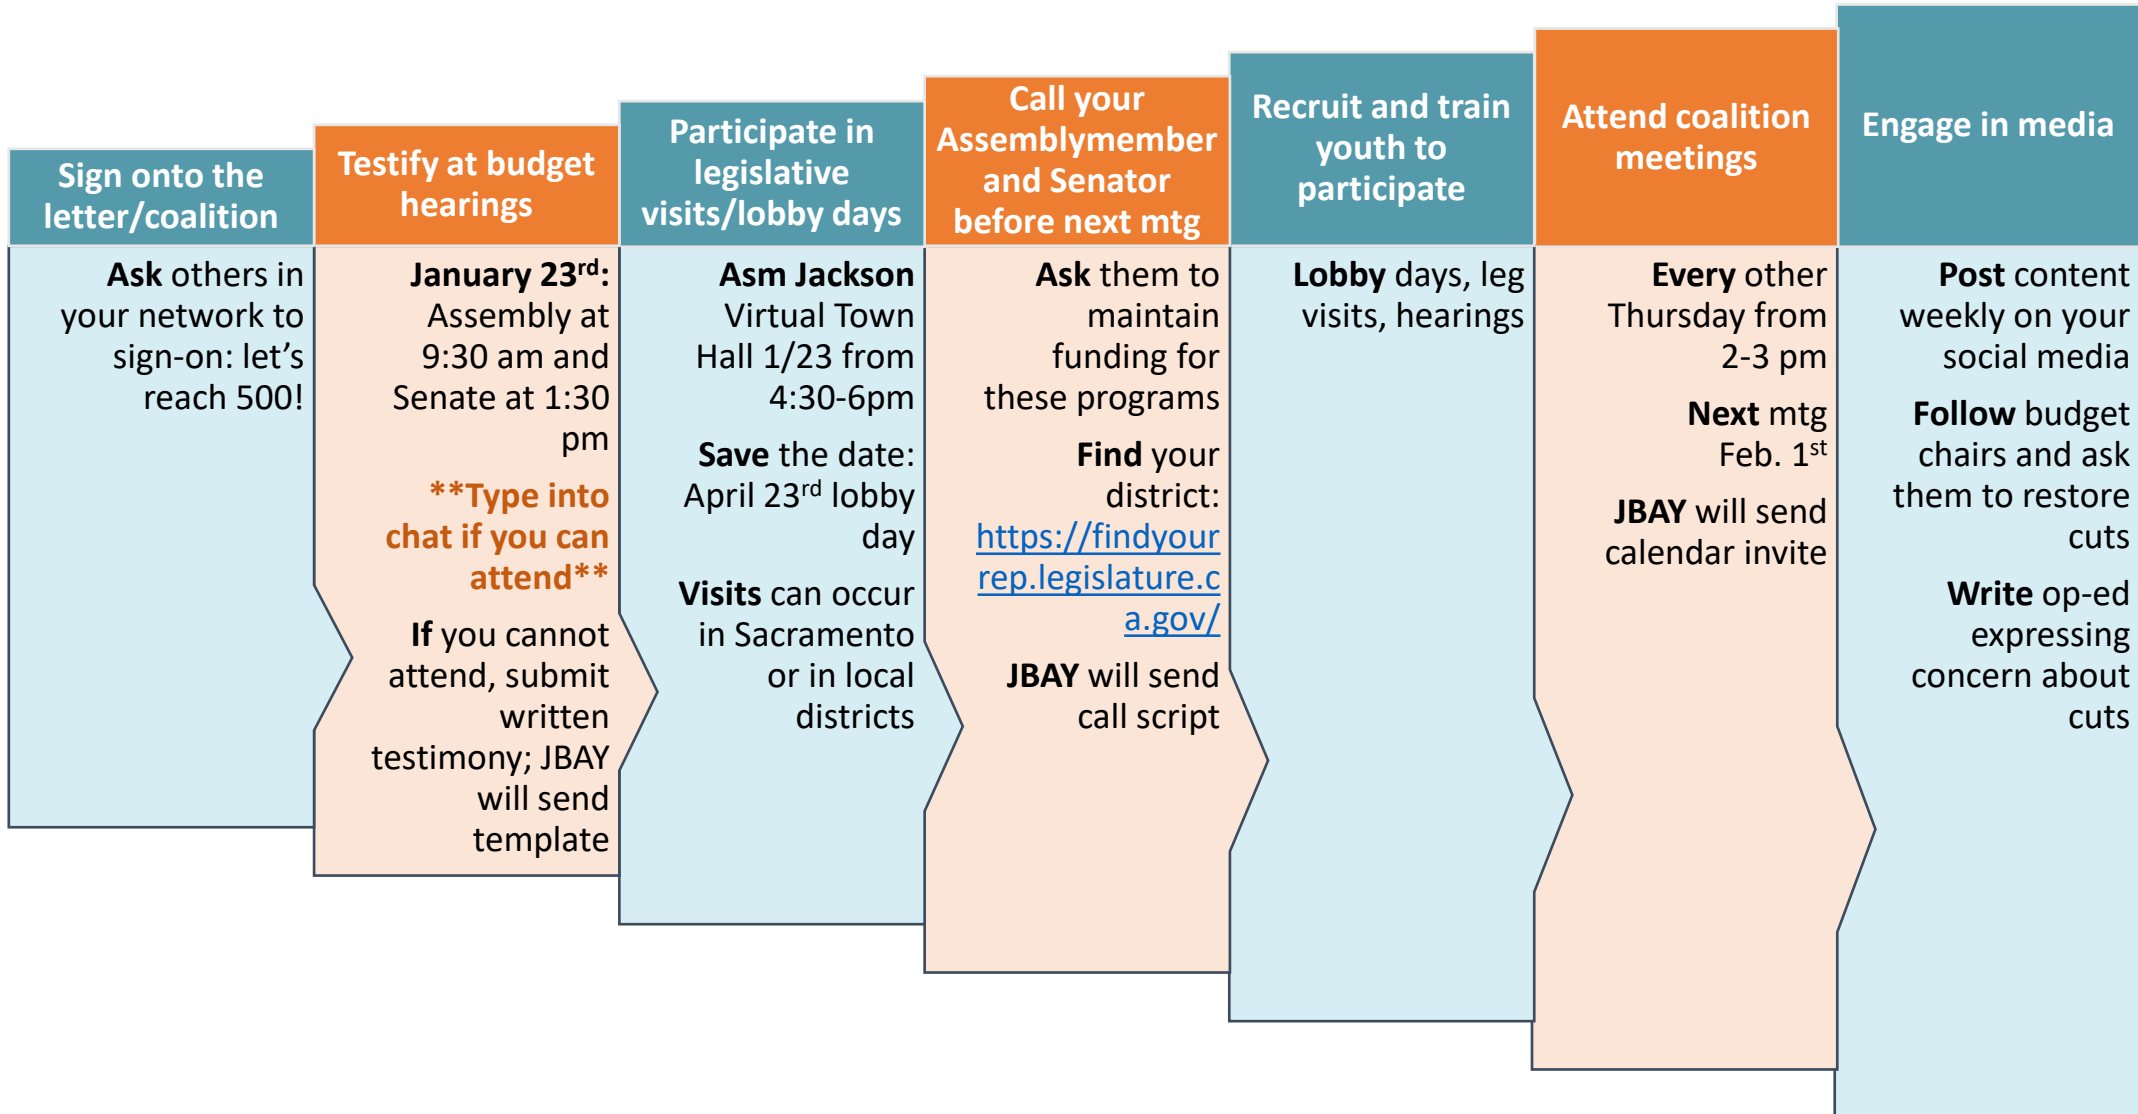 Sign onto the
letter/coalition
Ask others in
your network to
sign-on: let’s
reach 500!
Testify at budget
hearings
January 23rd:
Assembly at
9:30 am and
Senate at 1:30
pm
**Type into
chat if you can
attend**
If you cannot
attend, submit
written
testimony; JBAY
will send
template
Participate in
legislative
visits/lobby days
Asm Jackson
Virtual Town
Hall 1/23 from
4:30-6pm
Save the date:
April 23rd lobby
day
Visits can occur
in Sacramento
or in local
districts
Call your
Assemblymember
and Senator
before next mtg
Ask them to
maintain
funding for
these programs
Find your
district:
https://findyour
rep.legislature.c
a.gov/
JBAY will send
call script
Recruit and train
youth to
participate
Lobby days, leg
visits, hearings
Attend coalition
meetings
Every other
Thursday from
2-3 pm
Next mtg
Feb. 1st
JBAY will send
calendar invite
Engage in media
Post content
weekly on your
social media
Follow budget
chairs and ask
them to restore
cuts
Write op-ed
expressing
concern about
cuts